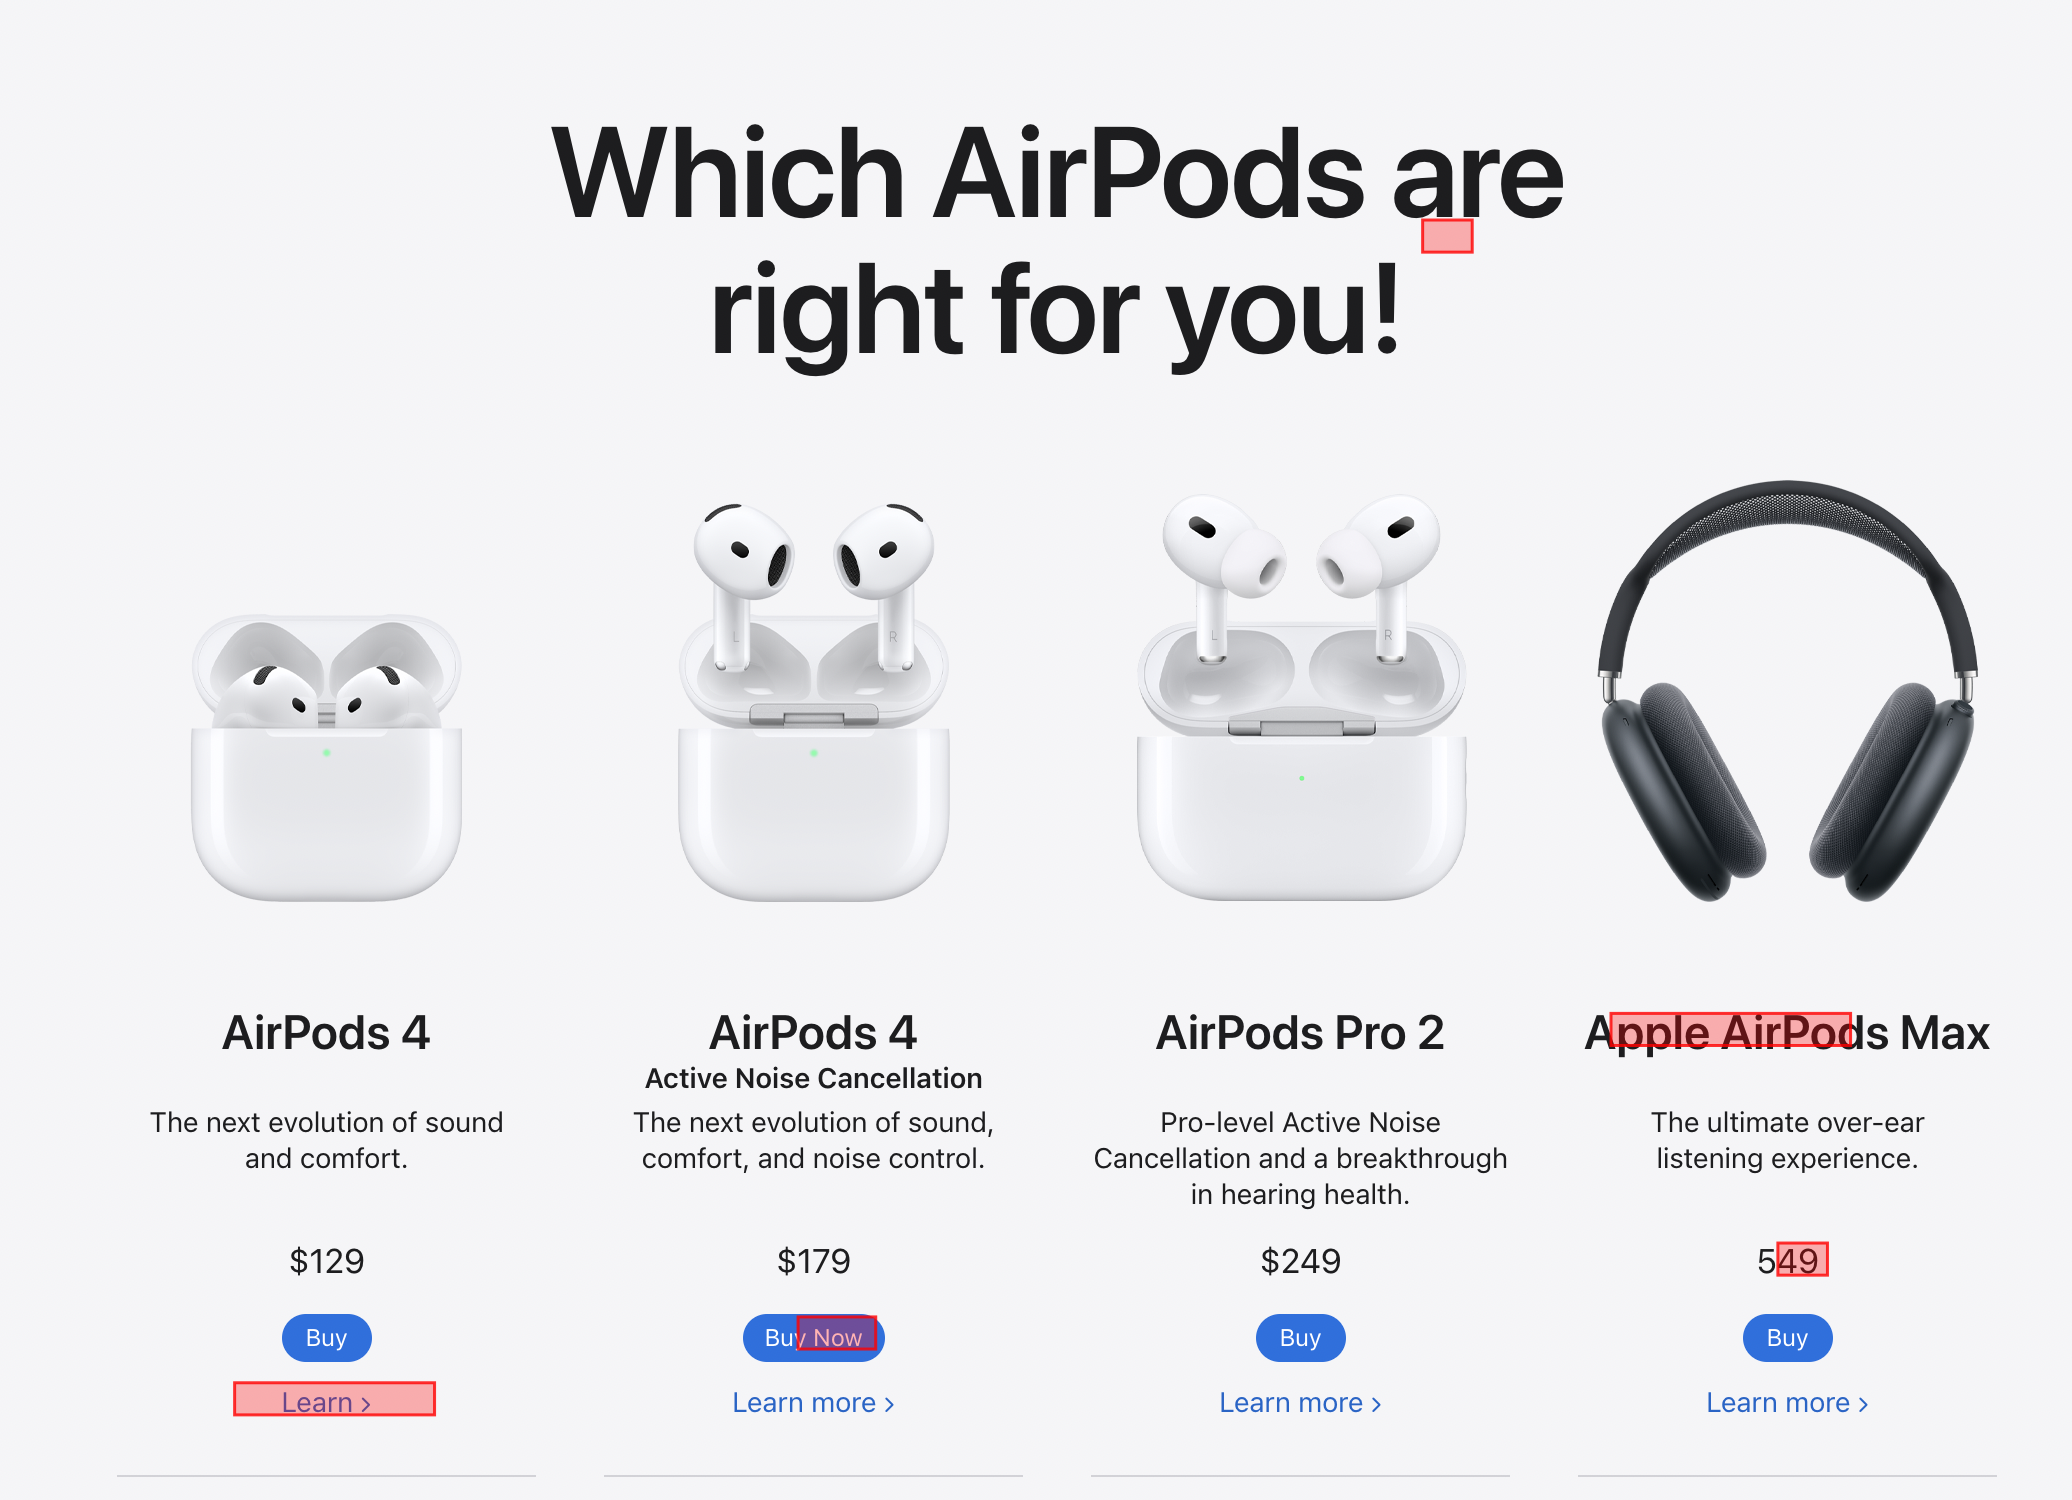 Which AirPods are
right for you!
AirPods 4
The next evolution of sound
and comfort.
$129
Buy
Learn ›
AirPods 4
Active Noise Cancellation
The next evolution of sound,
comfort, and noise control.
$179
Buy Now
Learn more ›
AirPods Pro 2
Pro-level Active Noise
Cancellation and a breakthrough
in hearing health.
$249
Buy
Learn more ›
Apple AirPods Max
The ultimate over-ear
listening experience.
549
Buy
Learn more ›
L
R
L
R